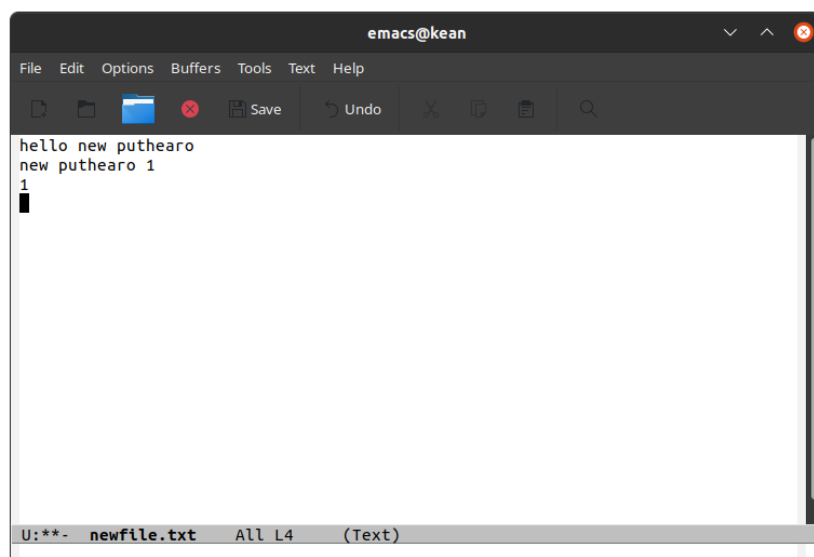 emacs@kean
File Edit Options Buffers Tools Text Help
Save Undo
hello new puthearo
new puthearo 1
1
U:**- newfile.txt All L4 (Text)